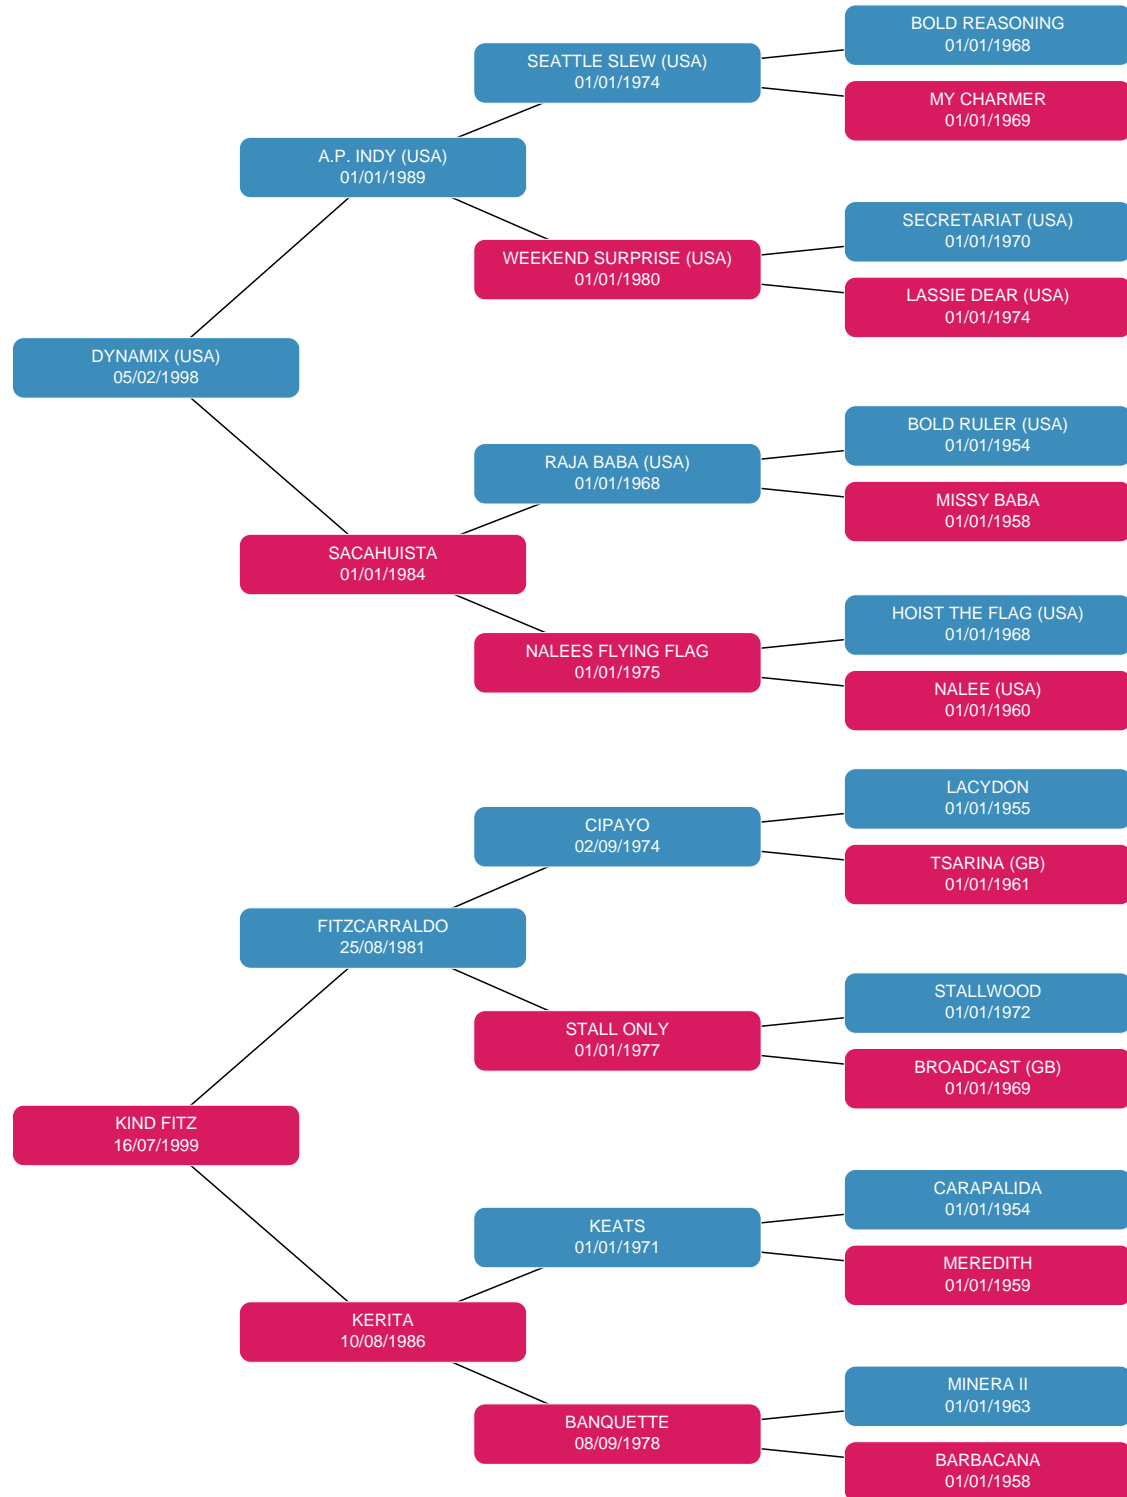 BOLD REASONING
01/01/1968
SEATTLE SLEW (USA)
01/01/1974
MY CHARMER
01/01/1969
A.P. INDY (USA)
01/01/1989
SECRETARIAT (USA)
01/01/1970
WEEKEND SURPRISE (USA)
01/01/1980
LASSIE DEAR (USA)
01/01/1974
DYNAMIX (USA)
05/02/1998
BOLD RULER (USA)
01/01/1954
RAJA BABA (USA)
01/01/1968
MISSY BABA
01/01/1958
SACAHUISTA
01/01/1984
HOIST THE FLAG (USA)
01/01/1968
NALEES FLYING FLAG
01/01/1975
NALEE (USA)
01/01/1960
LACYDON
01/01/1955
CIPAYO
02/09/1974
TSARINA (GB)
01/01/1961
FITZCARRALDO
25/08/1981
STALLWOOD
01/01/1972
STALL ONLY
01/01/1977
BROADCAST (GB)
01/01/1969
KIND FITZ
16/07/1999
CARAPALIDA
01/01/1954
KEATS
01/01/1971
MEREDITH
01/01/1959
KERITA
10/08/1986
MINERA II
01/01/1963
BANQUETTE
08/09/1978
BARBACANA
01/01/1958